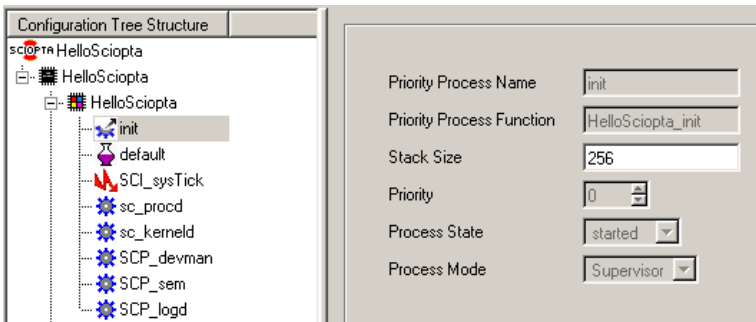 Configuration Tree Structure
SCIOPTA HelloSciopta
HelloSciopta
HelloSciopta
init
default
SCI_sysTick
sc_procd
sc_kerneld
SCP_devman
SCP_sem
SCP_logd
Priority Process Name init
Priority Process Function HelloSciopta_init
Stack Size 256
Priority 0
Process State started
Process Mode Supervisor